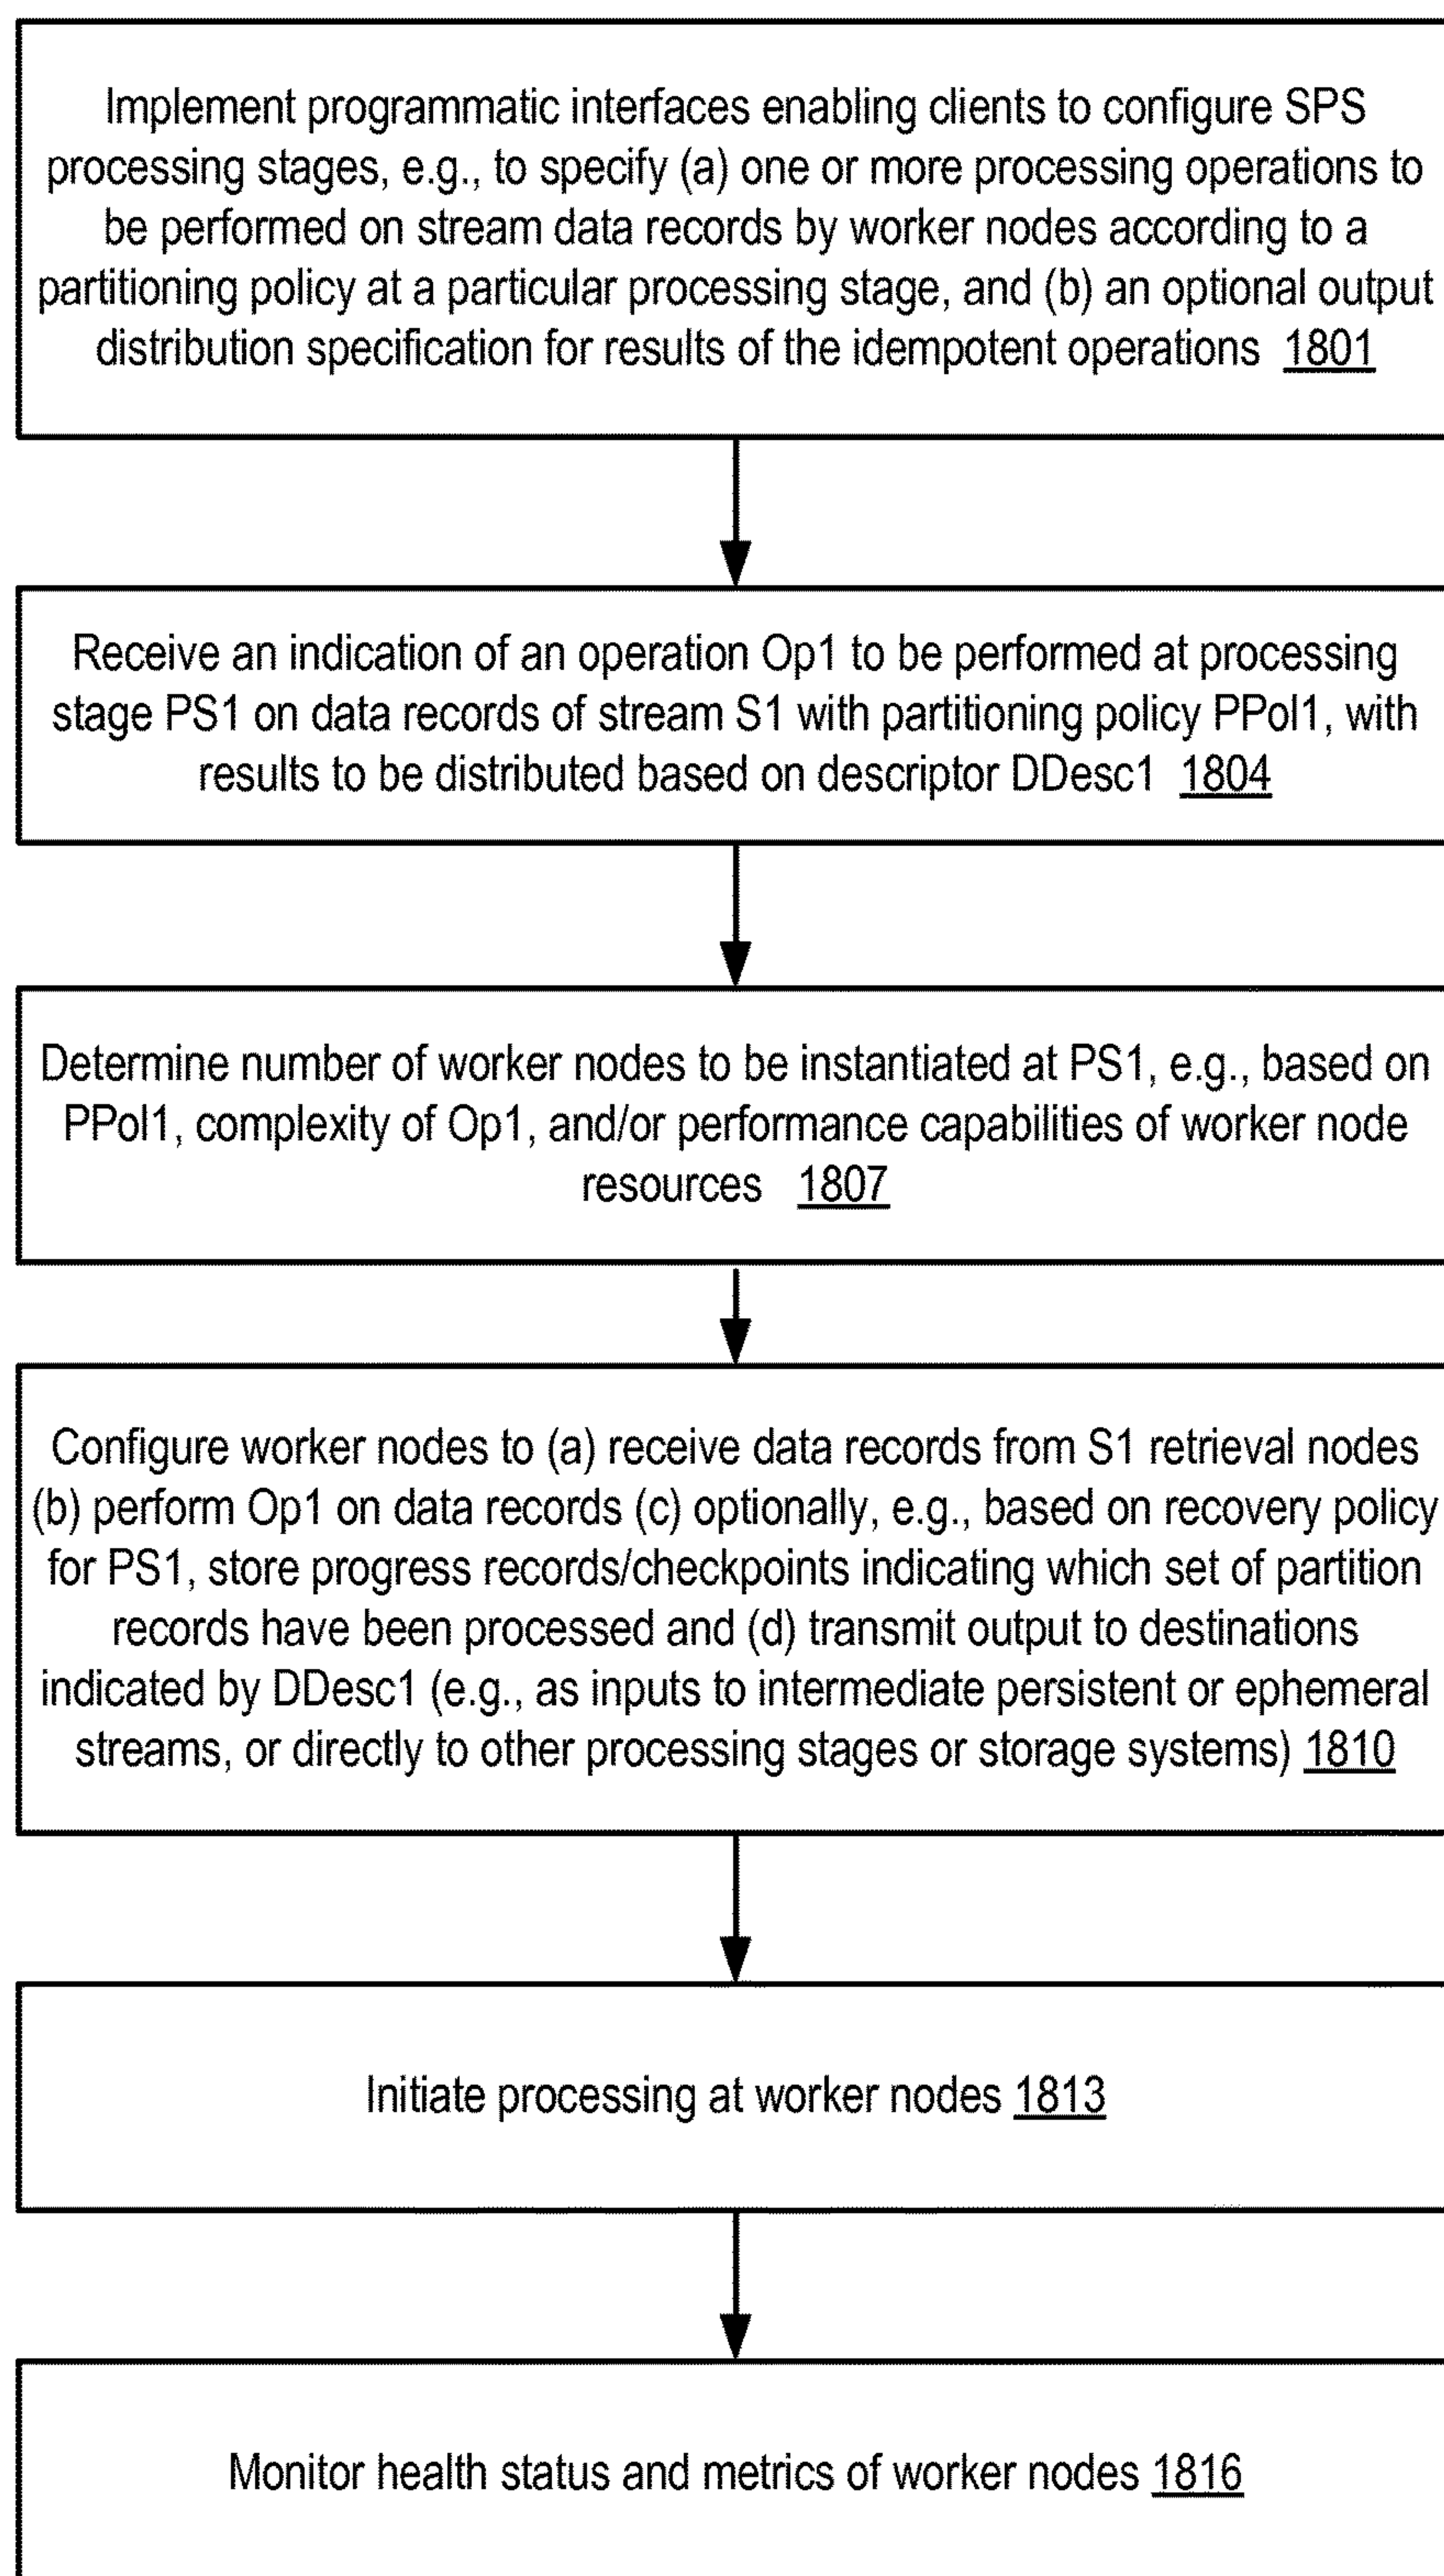 Implement programmatic interfaces enabling clients to configure SPS
processing stages, e.g., to specify (a) one or more processing operations to
be performed on stream data records by worker nodes according to a
partitioning policy at a particular processing stage, and (b) an optional output
distribution specification for results of the idempotent operations 1801
Receive an indication of an operation Op1 to be performed at processing
stage PS1 on data records of stream S1 with partitioning policy PPol1, with
results to be distributed based on descriptor DDesc1 1804
Determine number of worker nodes to be instantiated at PS1, e.g., based on
PPol1, complexity of Op1, and/or performance capabilities of worker node
resources 1807
Configure worker nodes to (a) receive data records from S1 retrieval nodes
(b) perform Op1 on data records (c) optionally, e.g., based on recovery policy
for PS1, store progress records/checkpoints indicating which set of partition
records have been processed and (d) transmit output to destinations
indicated by DDesc1 (e.g., as inputs to intermediate persistent or ephemeral
streams, or directly to other processing stages or storage systems) 1810
Initiate processing at worker nodes 1813
Monitor health status and metrics of worker nodes 1816